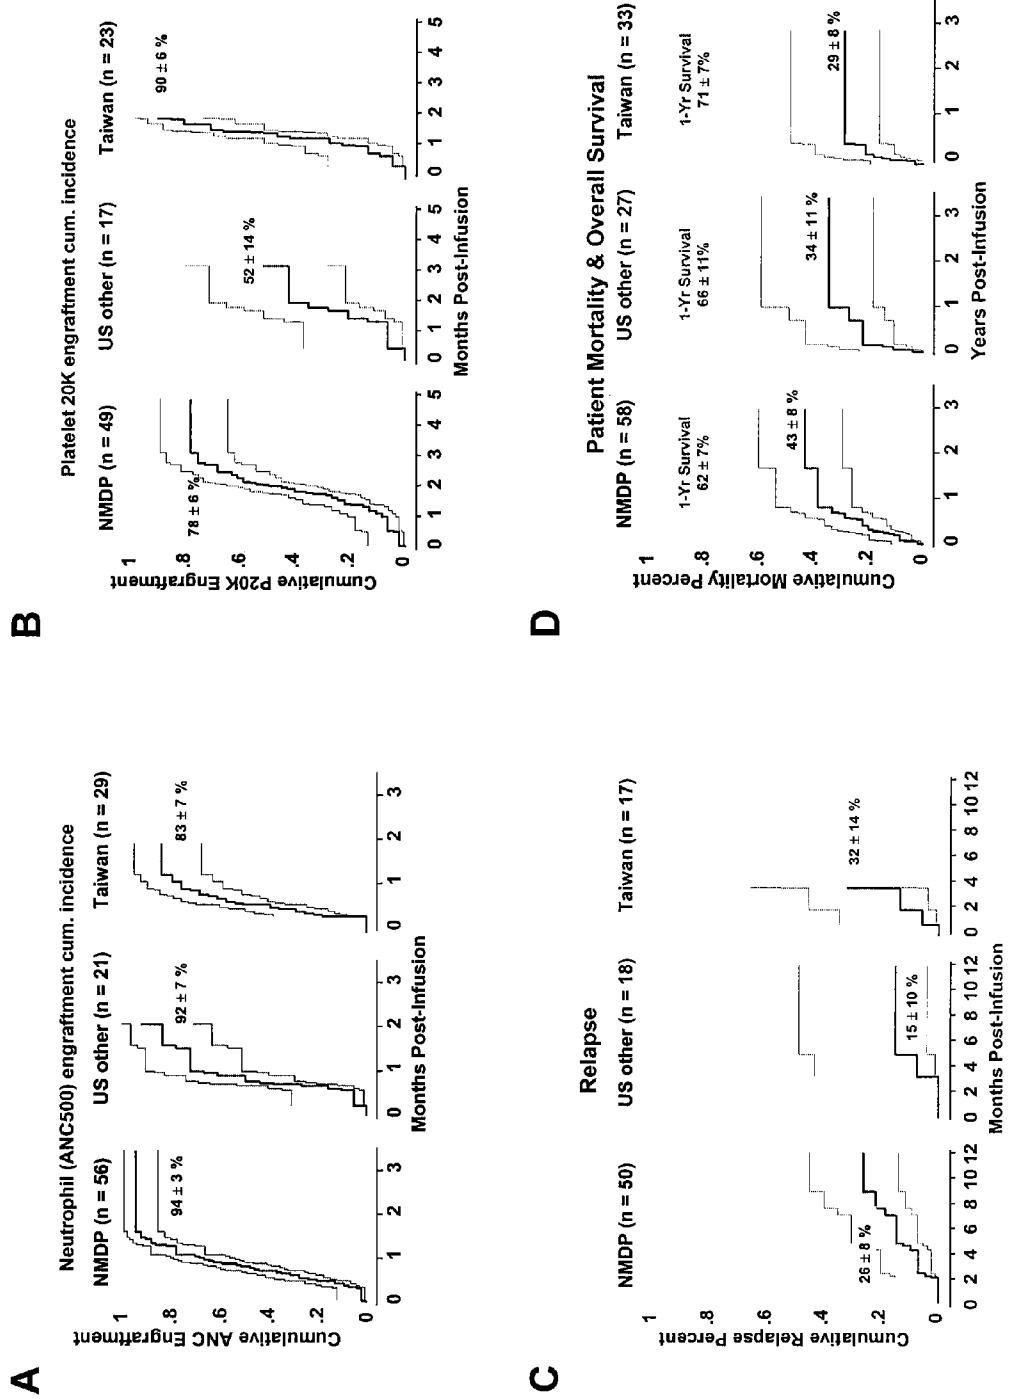 A
Neutrophil (ANC500) engraftment cum. incidence
NMDP (n = 56)
US other (n = 21)
Taiwan (n = 29)
Cumulative ANC Engraftment
1
.8
.6
.4
.2
0
94 ± 3 %
92 ± 7 %
83 ± 7 %
0 1 2 3
0 1 2 3
0 1 2 3
Months Post-Infusion
B
Platelet 20K engraftment cum. incidence
NMDP (n = 49)
US other (n = 17)
Taiwan (n = 23)
Cumulative P20K Engraftment
1
.8
.6
.4
.2
0
78 ± 6 %
52 ± 14 %
90 ± 6 %
0 1 2 3 4 5
0 1 2 3 4 5
0 1 2 3 4 5
Months Post-Infusion
C
Relapse
NMDP (n = 50)
US other (n = 18)
Taiwan (n = 17)
Cumulative Relapse Percent
1
.8
.6
.4
.2
0
26 ± 8 %
15 ± 10 %
32 ± 14 %
0 2 4 6 8 10 12
0 2 4 6 8 10 12
0 2 4 6 8 10 12
Months Post-Infusion
D
Patient Mortality & Overall Survival
NMDP (n = 58)
US other (n = 27)
Taiwan (n = 33)
1-Yr Survival
62 ± 7%
1-Yr Survival
66 ± 11%
1-Yr Survival
71 ± 7%
Cumulative Mortality Percent
1
.8
.6
.4
.2
0
43 ± 8 %
34 ± 11 %
29 ± 8 %
0 1 2 3
0 1 2 3
0 1 2 3
Years Post-Infusion